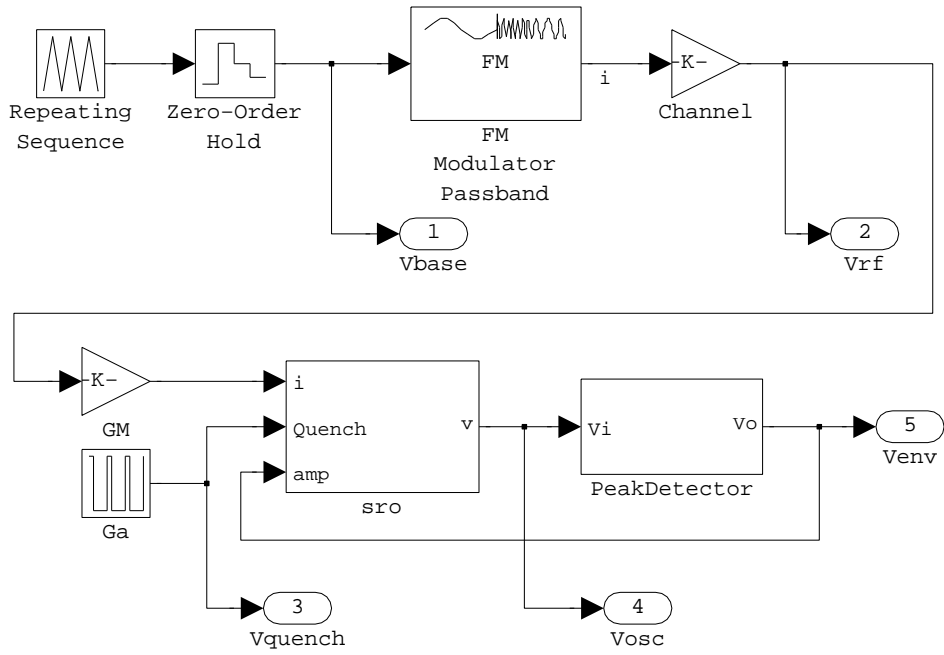 FM
i
-K-
Repeating
Sequence
Zero-Order
Hold
Channel
FM
Modulator
Passband
1
Vbase
2
Vrf
-K-
GM
i
Quench
amp
v
sro
Vi
Vo
PeakDetector
5
Venv
Ga
3
Vquench
4
Vosc